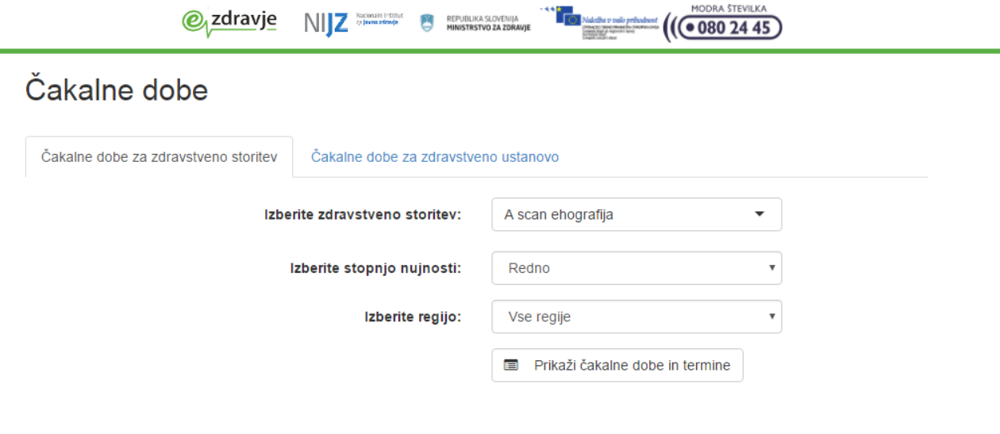 MODRA ŠTEVILKA
zdravje
NIJZ
Nacionalni inštitut
za javno zdravje
REPUBLIKA SLOVENIJA
MINISTRSTVO ZA ZDRAVJE
Naložba v vašo prihodnost
080 24 45
Čakalne dobe
Čakalne dobe za zdravstveno storitev
Čakalne dobe za zdravstveno ustanovo
Izberite zdravstveno storitev:
A scan ehografija
Izberite stopnjo nujnosti:
Redno
Izberite regijo:
Vse regije
Prikaži čakalne dobe in termine